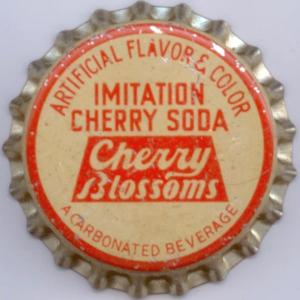 ARTIFICIAL FLAVOR & COLOR
IMITATION
CHERRY SODA
Cherry
Blossoms
A CARBONATED BEVERAGE